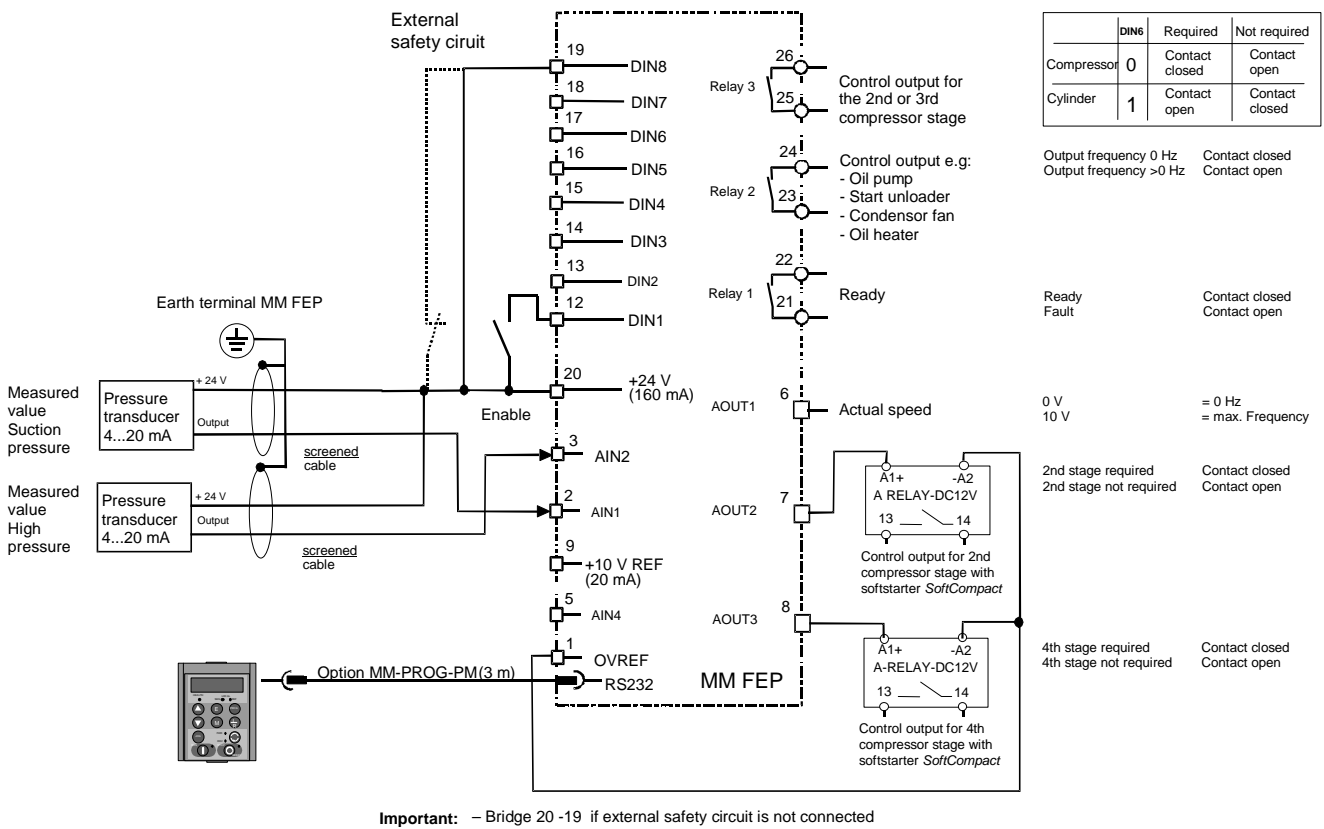 External
safety ciruit
19
DIN8
18
DIN7
17
DIN6
16
DIN5
15
DIN4
14
DIN3
13
DIN2
12
DIN1
20
+24 V
(160 mA)
Enable
3
AIN2
2
AIN1
9
+10 V REF
(20 mA)
5
AIN4
1
OVREF
RS232
MM FEP
Earth terminal MM FEP
Measured
value
Suction
pressure
Pressure
transducer
4...20 mA
+ 24 V
Output
screened
cable
Measured
value
High
pressure
Pressure
transducer
4...20 mA
+ 24 V
Output
screened
cable
Option MM-PROG-PM(3 m)
26
Relay 3
25
Control output for
the 2nd or 3rd
compressor stage
24
Relay 2
23
Control output e.g:
- Oil pump
- Start unloader
- Condensor fan
- Oil heater
22
Relay 1
21
Ready
6
AOUT1
Actual speed
7
AOUT2
A1+ -A2
A RELAY-DC12V
13 14
Control output for 2nd
compressor stage with
softstarter SoftCompact
8
AOUT3
A1+ -A2
A-RELAY-DC12V
13 14
Control output for 4th
compressor stage with
softstarter SoftCompact
DIN6 Required Not required
Compressor 0 Contact closed Contact open
Cylinder 1 Contact open Contact closed
Output frequency 0 Hz Contact closed
Output frequency >0 Hz Contact open
Ready Contact closed
Fault Contact open
0 V = 0 Hz
10 V = max. Frequency
2nd stage required Contact closed
2nd stage not required Contact open
4th stage required Contact closed
4th stage not required Contact open
Important: – Bridge 20 -19 if external safety circuit is not connected